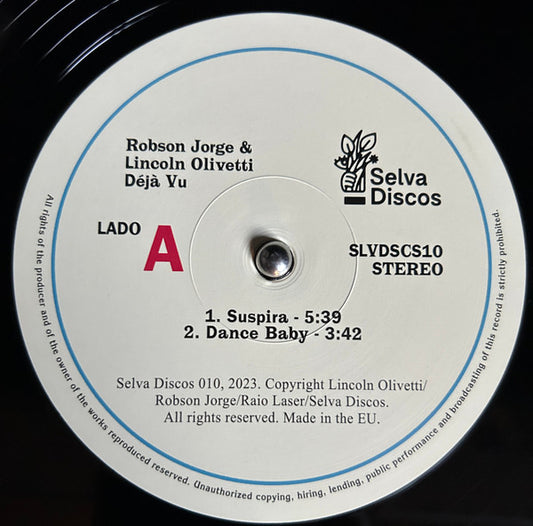 Robson Jorge &
Lincoln Olivetti
Déjà Vu
Selva
Discos
LADO A
SLVDSCS10
STEREO
1. Suspira - 5:39
2. Dance Baby - 3:42
Selva Discos 010, 2023. Copyright Lincoln Olivetti/
Robson Jorge/Raio Laser/Selva Discos.
All rights reserved. Made in the EU.
All rights of the producer and of the owner of the works reproduced reserved. Unauthorized copying, hiring, lending, public performance and broadcasting of this record is strictly prohibited.